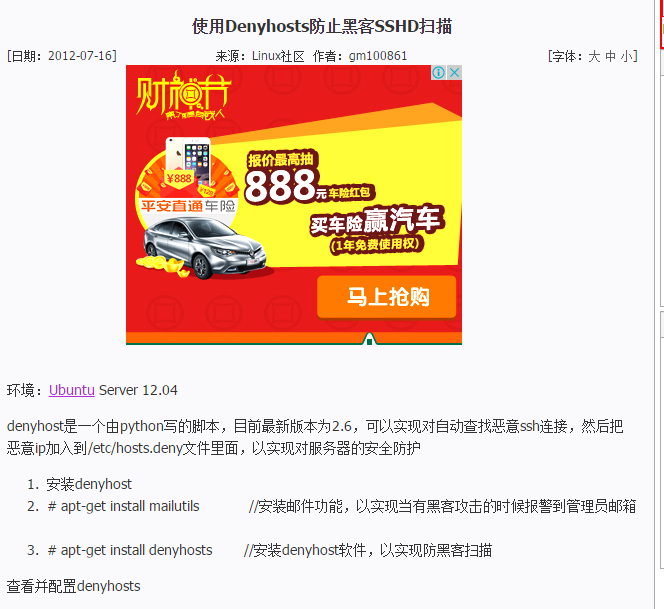 使用Denyhosts防止黑客SSHD扫描
[日期：2012-07-16] 来源：Linux社区 作者：gm100861 [字体：大 中 小]
财神节
¥888
平安直通车险
报价最高抽
888元车险红包
买车险赢汽车
(1年免费使用权)
马上抢购
环境：Ubuntu Server 12.04
denyhost是一个由python写的脚本，目前最新版本为2.6，可以实现对自动查找恶意ssh连接，然后把
恶意ip加入到/etc/hosts.deny文件里面，以实现对服务器的安全防护
1. 安装denyhost
2. # apt-get install mailutils //安装邮件功能，以实现当有黑客攻击的时候报警到管理员邮箱
3. # apt-get install denyhosts //安装denyhost软件，以实现防黑客扫描
查看并配置denyhosts